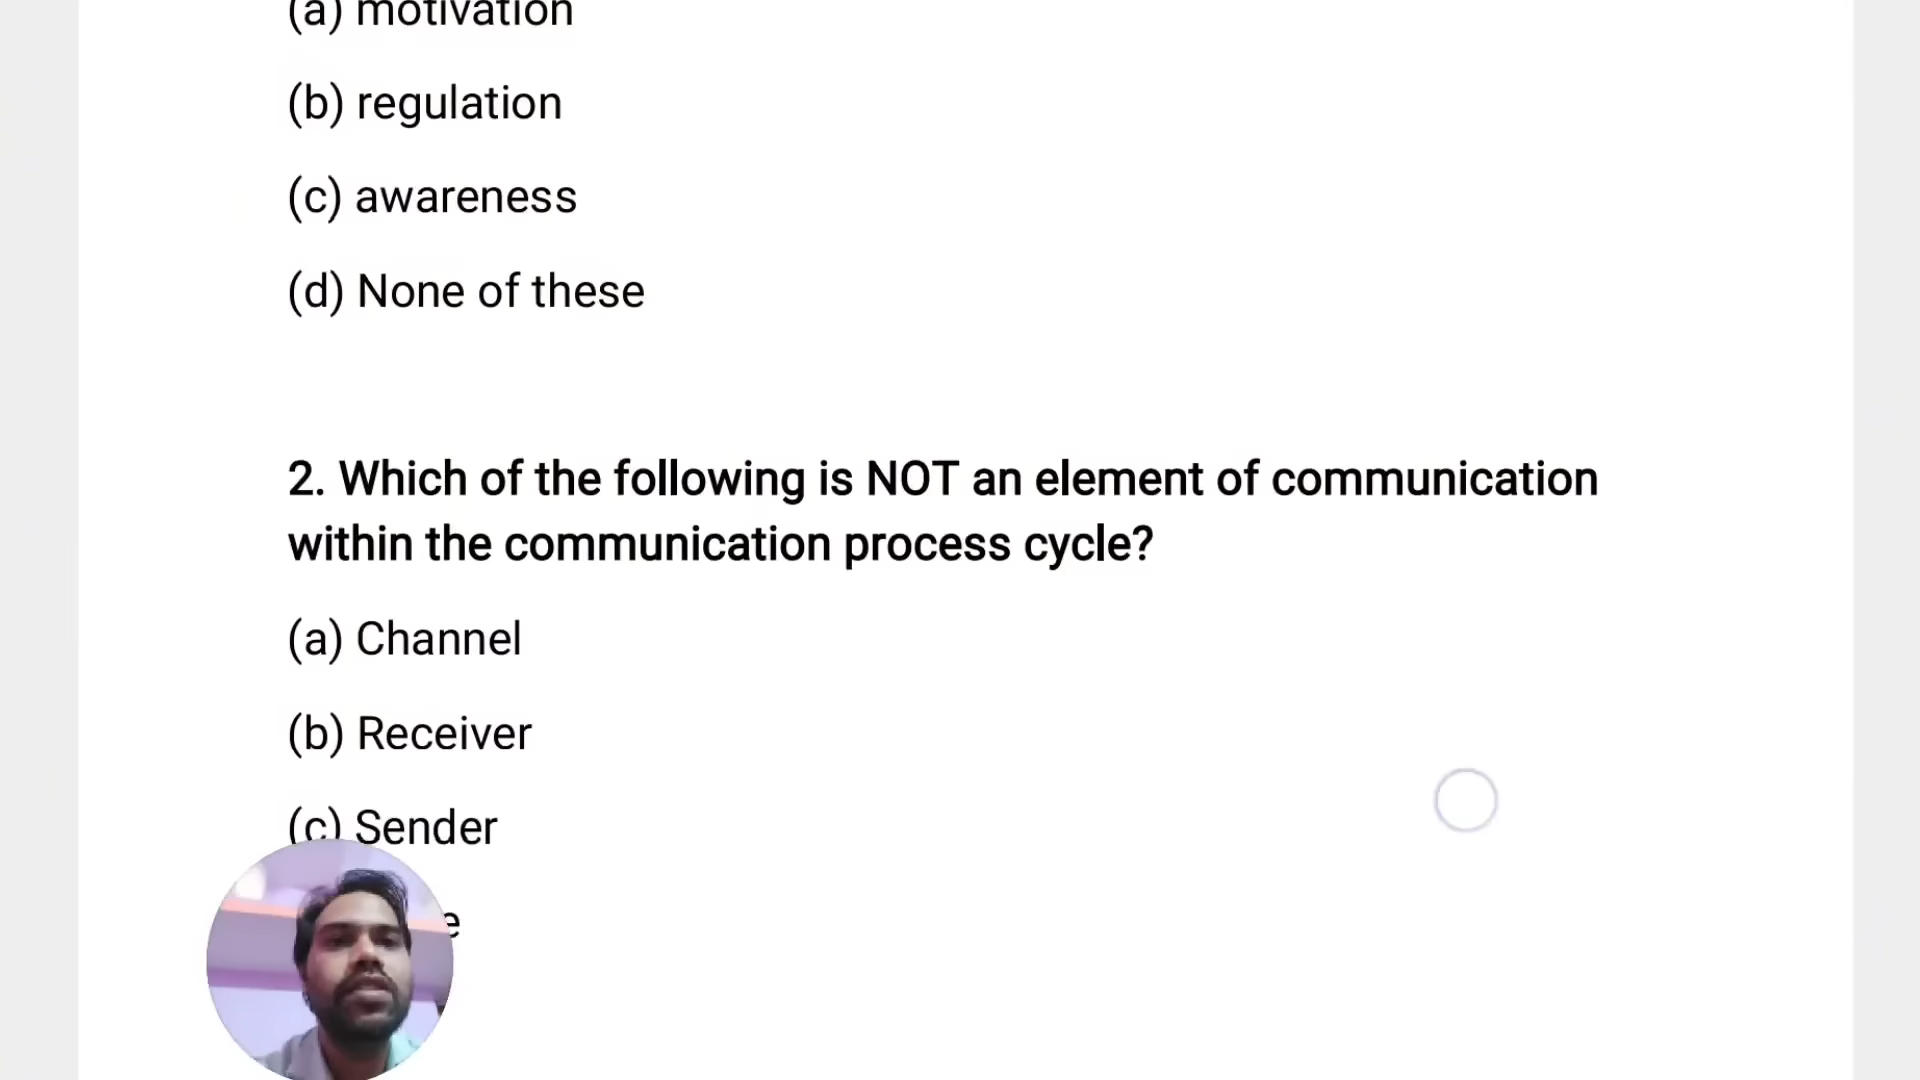 (a) motivation
(b) regulation
(c) awareness
(d) None of these
2. Which of the following is NOT an element of communication
within the communication process cycle?
(a) Channel
(b) Receiver
(c) Sender